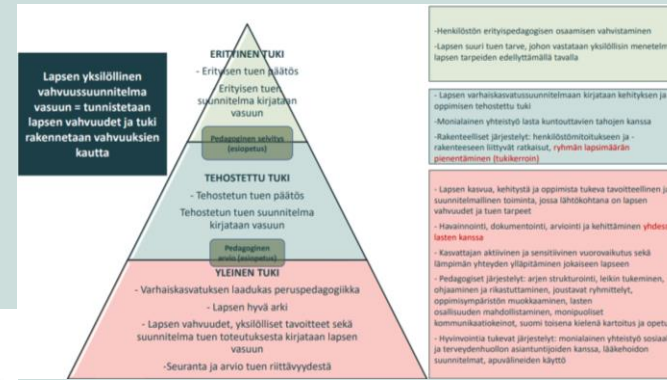 Lapsen yksilöllinen
vahvuussuunnitelma
vasuun = tunnistetaan
lapsen vahvuudet ja tuki
rakennetaan vahvuuksien
kautta
ERITYINEN TUKI
- Erityisen tuen päätös
Erityisen tuen
suunnitelma kirjataan
vasuun
Pedagoginen selvitys
(esiopetus)
TEHOSTETTU TUKI
- Tehostetun tuen päätös
Tehostetun tuen suunnitelma
kirjataan vasuun
Pedagoginen
arvio (esiopetus)
YLEINEN TUKI
- Varhaiskasvatuksen laadukas peruspedagogiikka
- Lapsen hyvä arki
- Lapsen vahvuudet, yksilölliset tavoitteet sekä
suunnitelma tuen toteutuksesta kirjataan lapsen
vasuun
-Seuranta ja arvio tuen riittävyydestä
-Henkilöstön erityispedagogisen osaamisen vahvistaminen
-Lapsen suuri tuen tarve, johon vastataan yksilöllisin menetelm
lapsen tarpeiden edellyttämällä tavalla
- Lapsen varhaiskasvatussuunnitelmaan kirjataan kehityksen ja
oppimisen tehostettu tuki
-Monialainen yhteistyö lasta kuntouttavien tahojen kanssa
-Rakenteelliset järjestelyt: henkilöstömitoitukseen ja -
rakenteeseen liittyvät ratkaisut, ryhmän lapsimäärän
pienentäminen (tukikerroin)
- Lapsen kasvua, kehitystä ja oppimista tukeva tavoitteellinen ja
suunnitelmallinen toiminta, jossa lähtökohtana on lapsen
vahvuudet ja tuen tarpeet
- Havainnointi, dokumentointi, arviointi ja kehittäminen yhdess
lasten kanssa
- Kasvattajan aktiivinen ja sensitiivinen vuorovaikutus sekä
lämpimän yhteyden ylläpitäminen jokaiseen lapseen
- Pedagogiset järjestelyt: arjen strukturointi, leikin tukeminen,
ohjaaminen ja rikastuttaminen, joustavat ryhmittelyt,
oppimisympäristön muokkaaminen, lasten
osallisuuden mahdollistaminen, monipuoliset
kommunikaatiokeinot, suomi toisena kielenä kartoitus ja opetu
- Hyvinvointia tukevat järjestelyt: monialainen yhteistyö sosiaa
ja terveydenhuollon asiantuntijoiden kanssa, lääkehoidon
suunnitelmat, apuvälineiden käyttö